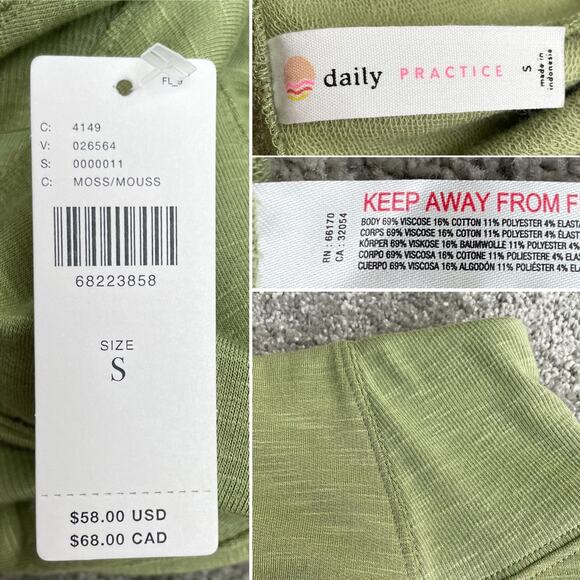 C: 4149
V: 026564
S: 0000011
C: MOSS/MOUSS
68223858
SIZE
S
$58.00 USD
$68.00 CAD
daily PRACTICE
S
made in
indonesia
RN : 66170
CA : 32054
KEEP AWAY FROM F
BODY 69% VISCOSE 16% COTTON 11% POLYESTER 4% ELAST
CORPS 69% VISCOSE 16% COTON 11% POLYESTER 4% ÉLAS
KÖRPER 69% VISKOSE 16% BAUMWOLLE 11% POLYESTER 4%
CORPO 69% VISCOSA 16% COTONE 11% POLIESTERE 4% ELA
CUERPO 69% VISCOSA 16% ALGODÓN 11% POLIÉSTER 4% ELA